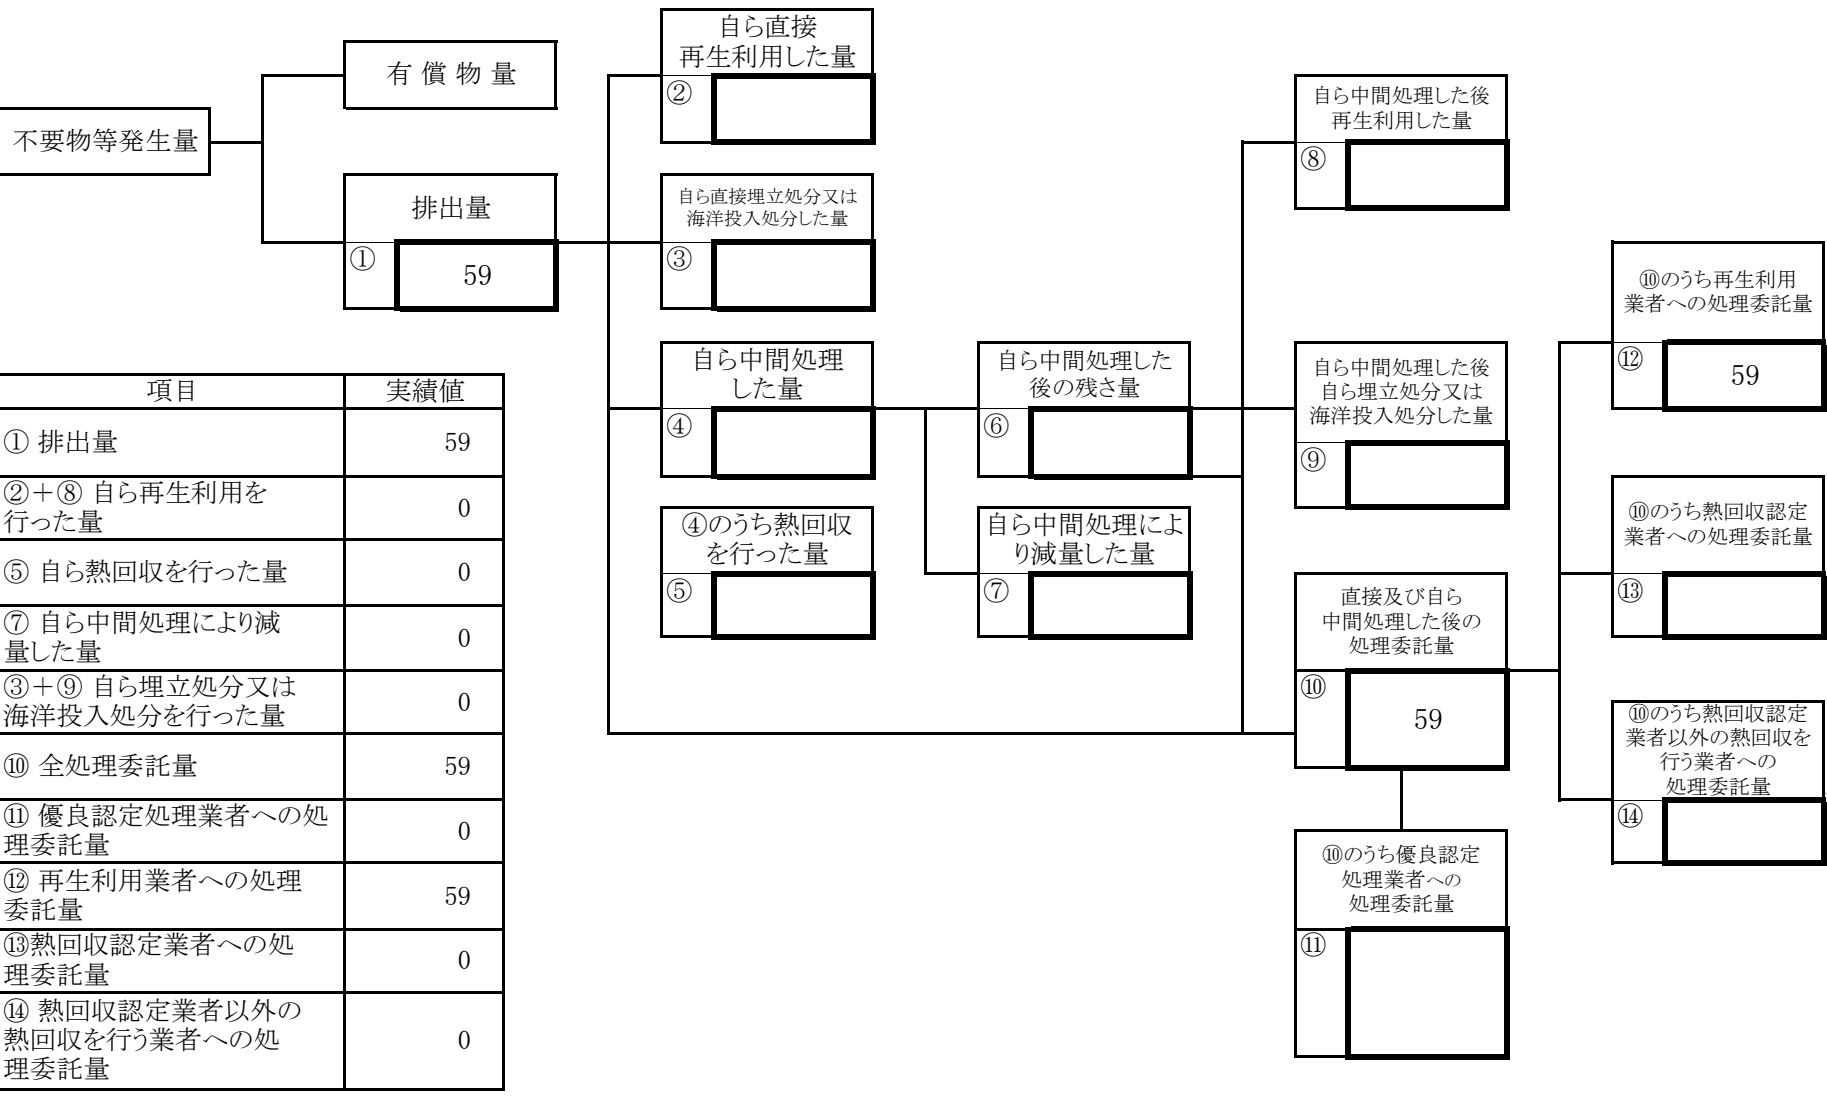 不要物等発生量
有 償 物 量
排出量
①
59
自ら直接
再生利用した量
②
自ら直接埋立処分又は
海洋投入処分した量
③
自ら中間処理
した量
④
④のうち熱回収
を行った量
⑤
自ら中間処理した
後の残さ量
⑥
自ら中間処理によ
り減量した量
⑦
自ら中間処理した後
再生利用した量
⑧
自ら中間処理した後
自ら埋立処分又は
海洋投入処分した量
⑨
直接及び自ら
中間処理した後の
処理委託量
⑩
59
⑩のうち優良認定
処理業者への
処理委託量
⑪
⑩のうち再生利用
業者への処理委託量
⑫
59
⑩のうち熱回収認定
業者への処理委託量
⑬
⑩のうち熱回収認定
業者以外の熱回収を
行う業者への
処理委託量
⑭
項目 実績値
① 排出量 59
②＋⑧ 自ら再生利用を
行った量 0
⑤ 自ら熱回収を行った量 0
⑦ 自ら中間処理により減
量した量 0
③＋⑨ 自ら埋立処分又は
海洋投入処分を行った量 0
⑩ 全処理委託量 59
⑪ 優良認定処理業者への処
理委託量 0
⑫ 再生利用業者への処理
委託量 59
⑬熱回収認定業者への処
理委託量 0
⑭ 熱回収認定業者以外の
熱回収を行う業者への処
理委託量 0